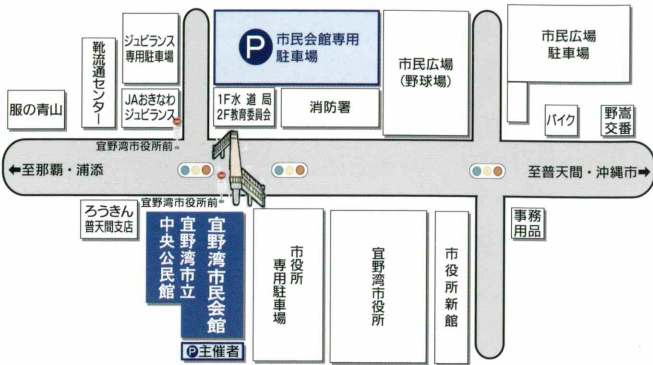 ジュビランス
専用駐車場
靴流通センター
P
市民会館専用
駐車場
市民広場
(野球場)
市民広場
駐車場
服の青山
JAおきなわ
ジュビランス
1F水道局
2F教育委員会
消防署
バイク
野嵩
交番
宜野湾市役所前
←至那覇・浦添
至普天間・沖縄市→
宜野湾市役所前
ろうきん
普天間支店
宜野湾市民会館
宜野湾市立
中央公民館
市役所
専用駐車場
宜野湾市役所
市役所新館
事務
用品
P主催者